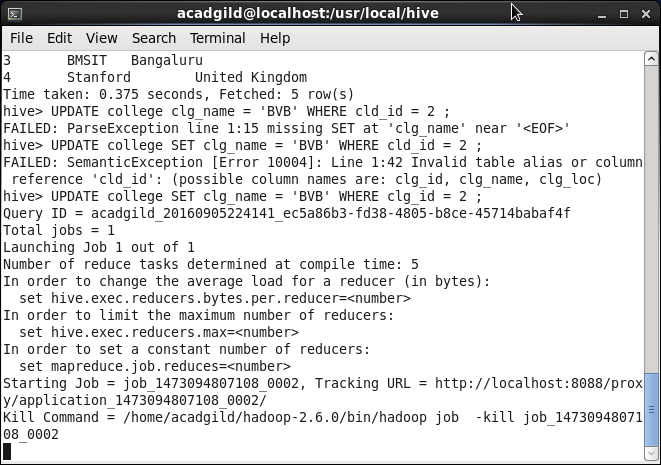 acadgild@localhost:/usr/local/hive
File Edit View Search Terminal Help
3 BMSIT Bangaluru
4 Stanford United Kingdom
Time taken: 0.375 seconds, Fetched: 5 row(s)
hive> UPDATE college clg_name = 'BVB' WHERE cld_id = 2 ;
FAILED: ParseException line 1:15 missing SET at 'clg_name' near '<EOF>'
hive> UPDATE college SET clg_name = 'BVB' WHERE cld_id = 2 ;
FAILED: SemanticException [Error 10004]: Line 1:42 Invalid table alias or column
 reference 'cld_id': (possible column names are: clg_id, clg_name, clg_loc)
hive> UPDATE college SET clg_name = 'BVB' WHERE clg_id = 2 ;
Query ID = acadgild_20160905224141_ec5a86b3-fd38-4805-b8ce-45714babaf4f
Total jobs = 1
Launching Job 1 out of 1
Number of reduce tasks determined at compile time: 5
In order to change the average load for a reducer (in bytes):
  set hive.exec.reducers.bytes.per.reducer=<number>
In order to limit the maximum number of reducers:
  set hive.exec.reducers.max=<number>
In order to set a constant number of reducers:
  set mapreduce.job.reduces=<number>
Starting Job = job_1473094807108_0002, Tracking URL = http://localhost:8088/prox
y/application_1473094807108_0002/
Kill Command = /home/acadgild/hadoop-2.6.0/bin/hadoop job  -kill job_14730948071
08_0002